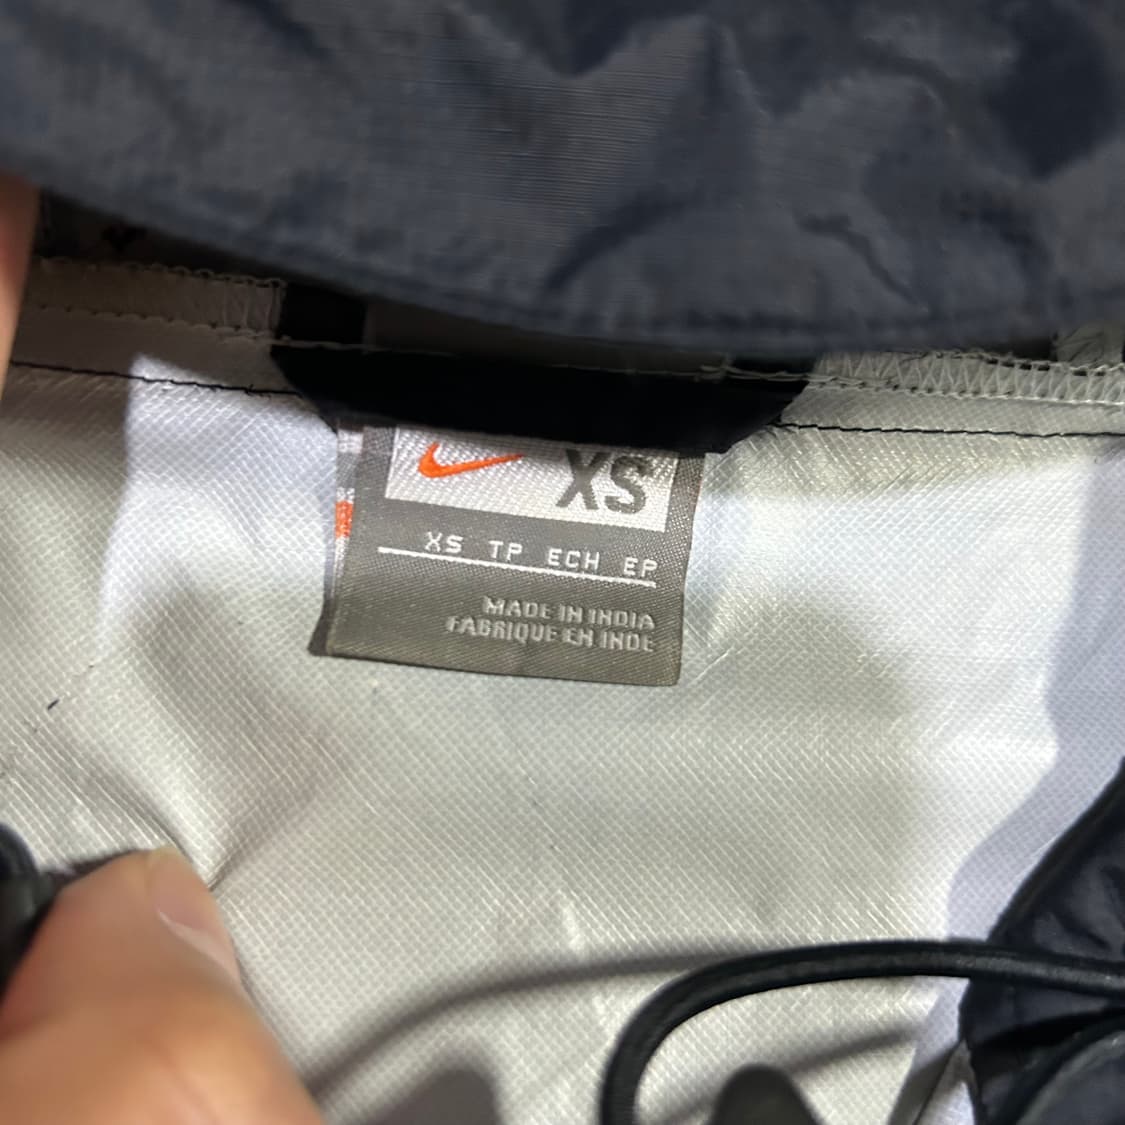 XS
XS TP ECH EP
MADE IN INDIA
FABRIQUE EN INDE